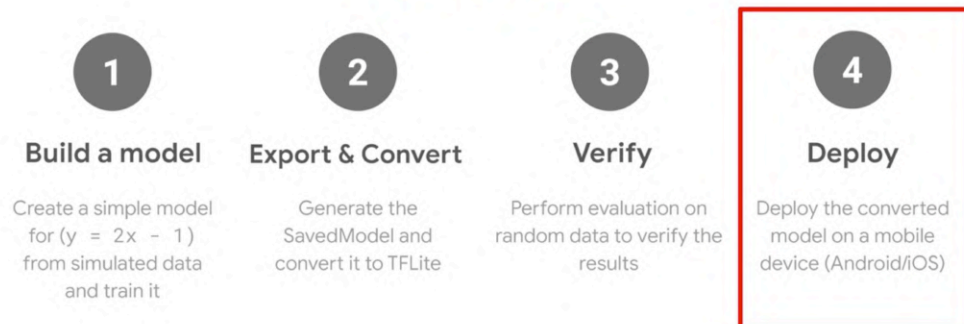 1
Build a model
Create a simple model
for (y = 2x - 1)
from simulated data
and train it
2
Export & Convert
Generate the
SavedModel and
convert it to TFLite
3
Verify
Perform evaluation on
random data to verify the
results
4
Deploy
Deploy the converted
model on a mobile
device (Android/iOS)